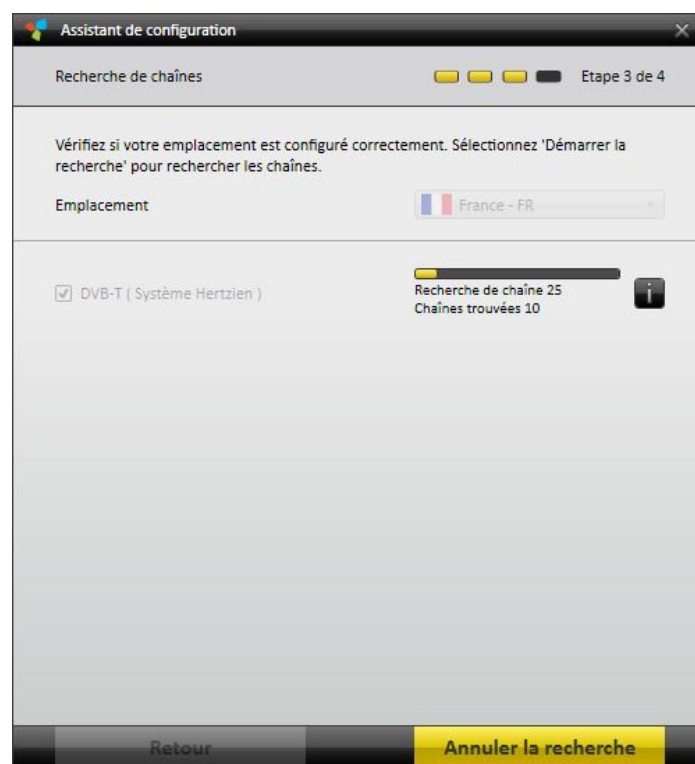 Assistant de configuration
Recherche de chaînes
Etape 3 de 4
Vérifiez si votre emplacement est configuré correctement. Sélectionnez 'Démarrer la
recherche' pour rechercher les chaînes.
Emplacement
France - FR
DVB-T ( Système Hertzien )
Recherche de chaîne 25
Chaînes trouvées 10
i
Retour
Annuler la recherche